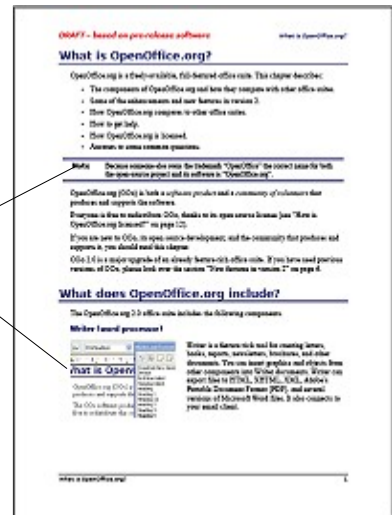 DRAFT – based on pre-release software What is OpenOffice.org?
What is OpenOffice.org?
OpenOffice.org is a freely-available, full-featured office suite. This chapter describes:
• The components of OpenOffice.org and how they compare with other office suites.
• Some of the enhancements and new features in version 2.
• How OpenOffice.org compares to other office suites.
• How to get help.
• How OpenOffice.org is licensed.
• Answers to some common questions.
Note: Because someone else owns the trademark "OpenOffice" the correct name for both
the open-source project and its software is "OpenOffice.org".
OpenOffice.org (OOo) is both a software product and a community of volunteers that
produces and supports the software.
Everyone is free to redistribute OOo, thanks to its open source license (see "How is
OpenOffice.org licensed?" on page 12).
If you are new to OOo, its open source development, and the community that produces and
supports it, you should read this chapter.
OOo 2.0 is a major upgrade of an already feature-rich office suite. If you have used previous
versions of OOo, please look over the section "New features in version 2" on page 6.
What does OpenOffice.org include?
The OpenOffice.org 2.0 office suite includes the following components.
Writer (word processor)
Writer is a feature-rich tool for creating letters,
books, reports, newsletters, brochures, and other
documents. You can insert graphics and objects from
other components into Writer documents. Writer can
export files to HTML, XHTML, XML, Adobe's
Portable Document Format (PDF), and several
versions of Microsoft Word files. It also connects to
your email client.
What is Open
OpenOffice.org (OOo)
produces and supports the
The OOo software
What is OpenOffice.org? 1